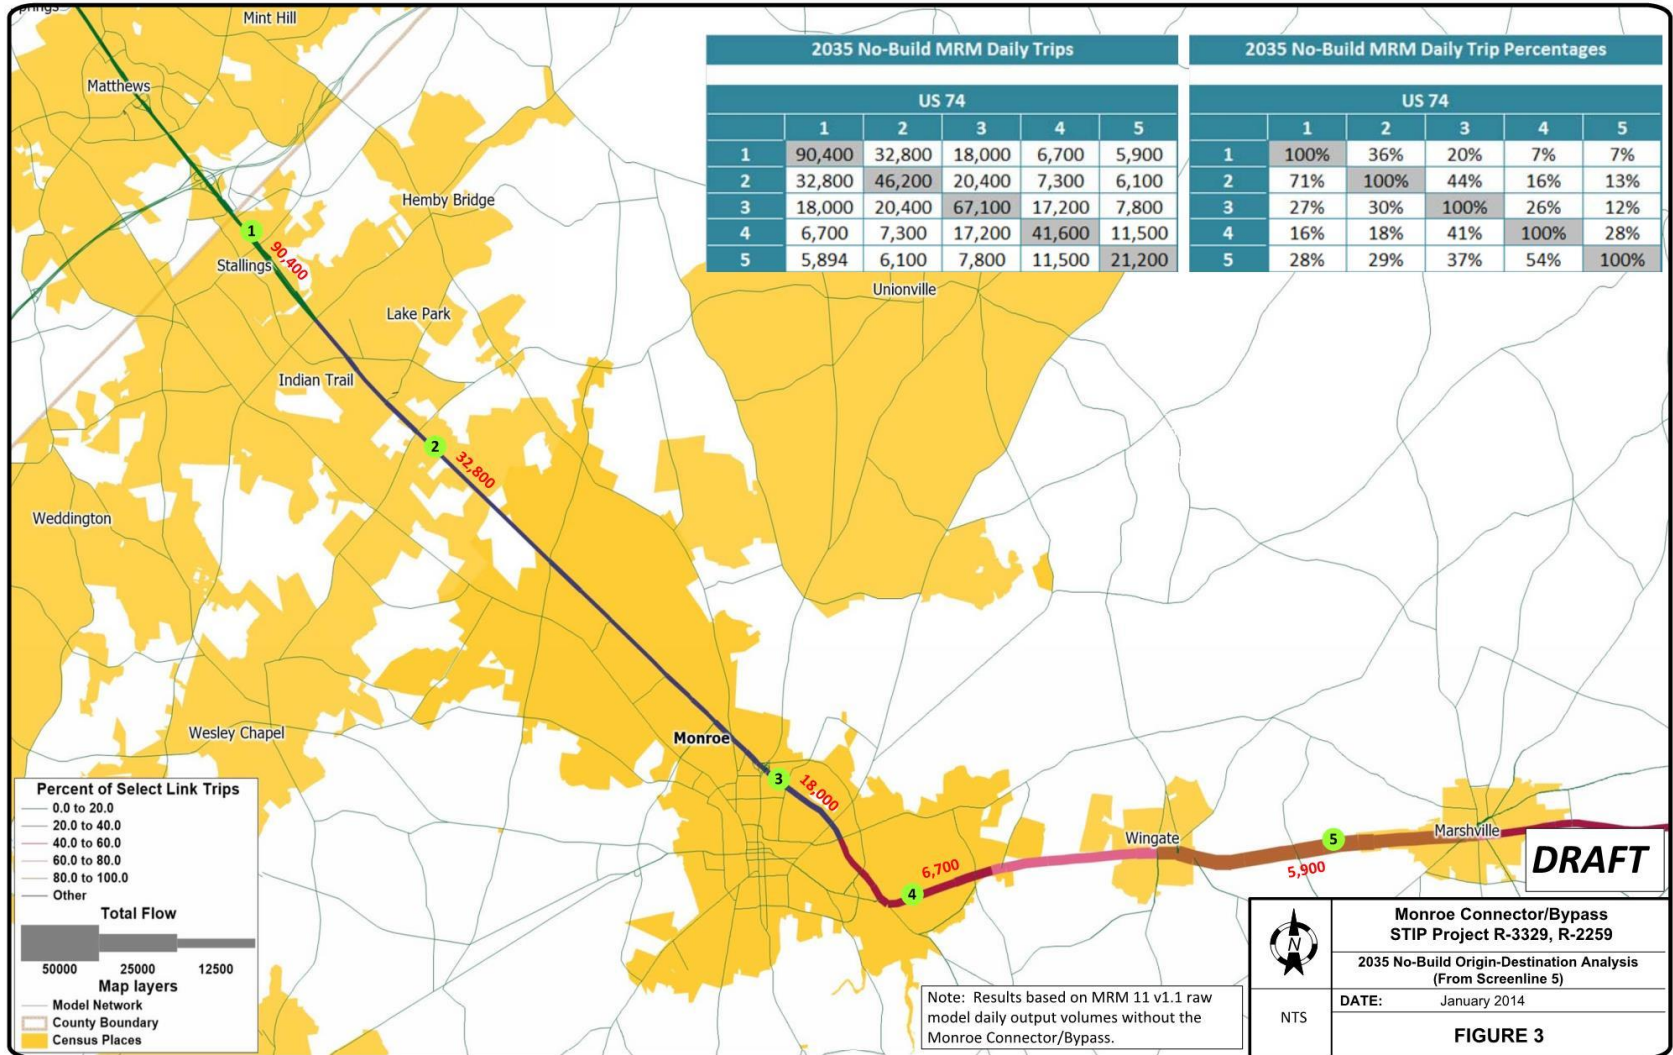 prings
Mint Hill
Matthews
Hemby Bridge
1
90,400
Stallings
Lake Park
Unionville
Indian Trail
2
32,800
Weddington
Wesley Chapel
Monroe
3
18,000
Wingate
Marshville
5
5,900
6,700
4
2035 No-Build MRM Daily Trips
US 74
1 2 3 4 5
1 90,400 32,800 18,000 6,700 5,900
2 32,800 46,200 20,400 7,300 6,100
3 18,000 20,400 67,100 17,200 7,800
4 6,700 7,300 17,200 41,600 11,500
5 5,894 6,100 7,800 11,500 21,200
2035 No-Build MRM Daily Trip Percentages
US 74
1 2 3 4 5
1 100% 36% 20% 7% 7%
2 71% 100% 44% 16% 13%
3 27% 30% 100% 26% 12%
4 16% 18% 41% 100% 28%
5 28% 29% 37% 54% 100%
Percent of Select Link Trips
0.0 to 20.0
20.0 to 40.0
40.0 to 60.0
60.0 to 80.0
80.0 to 100.0
Other
Total Flow
50000 25000 12500
Map layers
Model Network
County Boundary
Census Places
Note: Results based on MRM 11 v1.1 raw
model daily output volumes without the
Monroe Connector/Bypass.
DRAFT
N
NTS
Monroe Connector/Bypass
STIP Project R-3329, R-2259
2035 No-Build Origin-Destination Analysis
(From Screenline 5)
DATE: January 2014
FIGURE 3